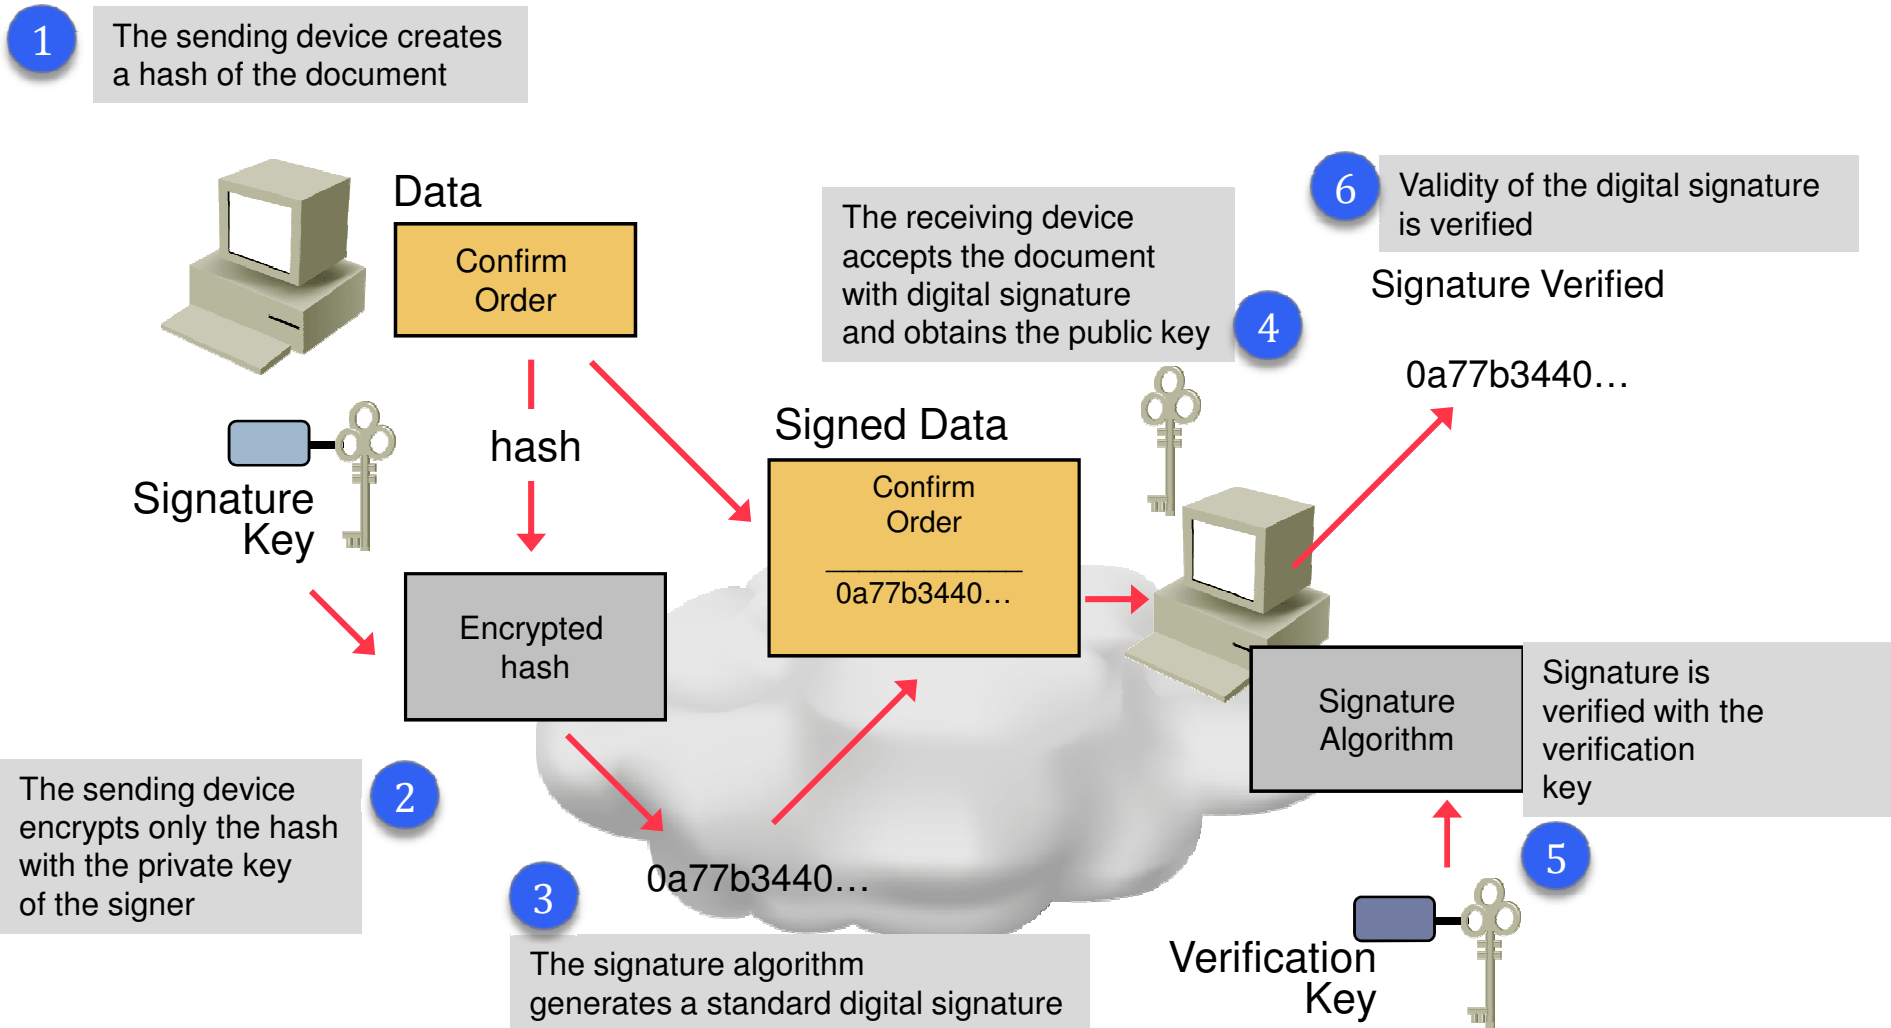 1
The sending device creates
a hash of the document
Data
Confirm
Order
hash
Signature
Key
Encrypted
hash
2
The sending device
encrypts only the hash
with the private key
of the signer
3
0a77b3440…
The signature algorithm
generates a standard digital signature
Signed Data
Confirm
Order
0a77b3440…
4
The receiving device
accepts the document
with digital signature
and obtains the public key
Signature
Algorithm
5
Signature is
verified with the
verification
key
Verification
Key
6
Validity of the digital signature
is verified
Signature Verified
0a77b3440…